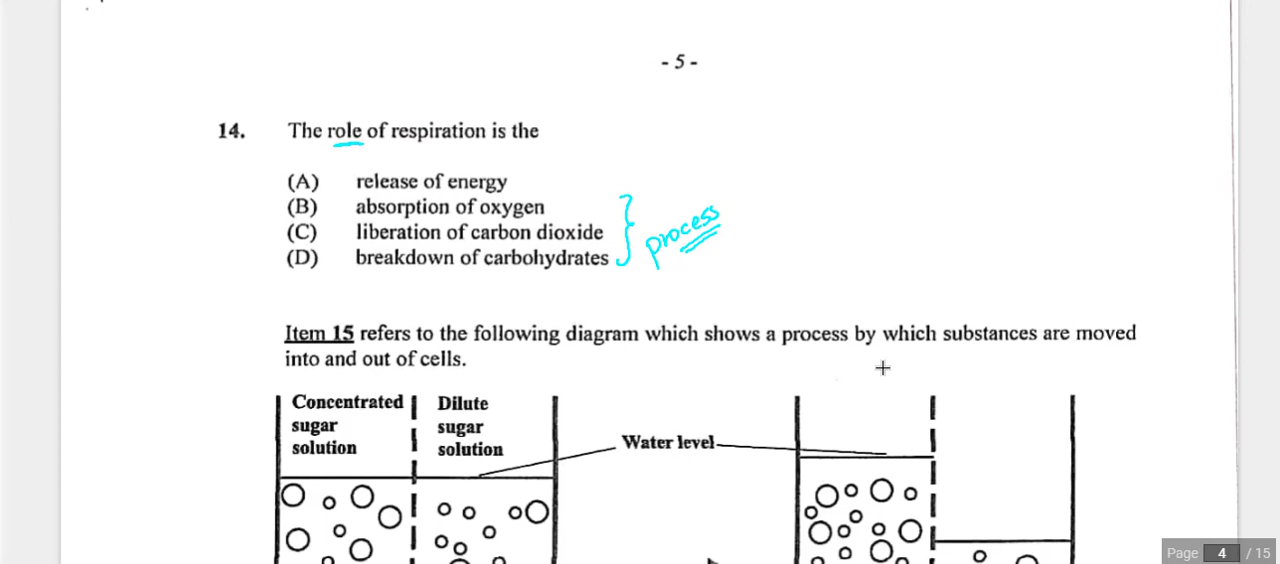 - 5 -
14. The role of respiration is the
(A) release of energy
(B) absorption of oxygen
(C) liberation of carbon dioxide
(D) breakdown of carbohydrates
process
Item 15 refers to the following diagram which shows a process by which substances are moved
into and out of cells.
Concentrated
sugar
solution
Dilute
sugar
solution
Water level
Page 4 / 15